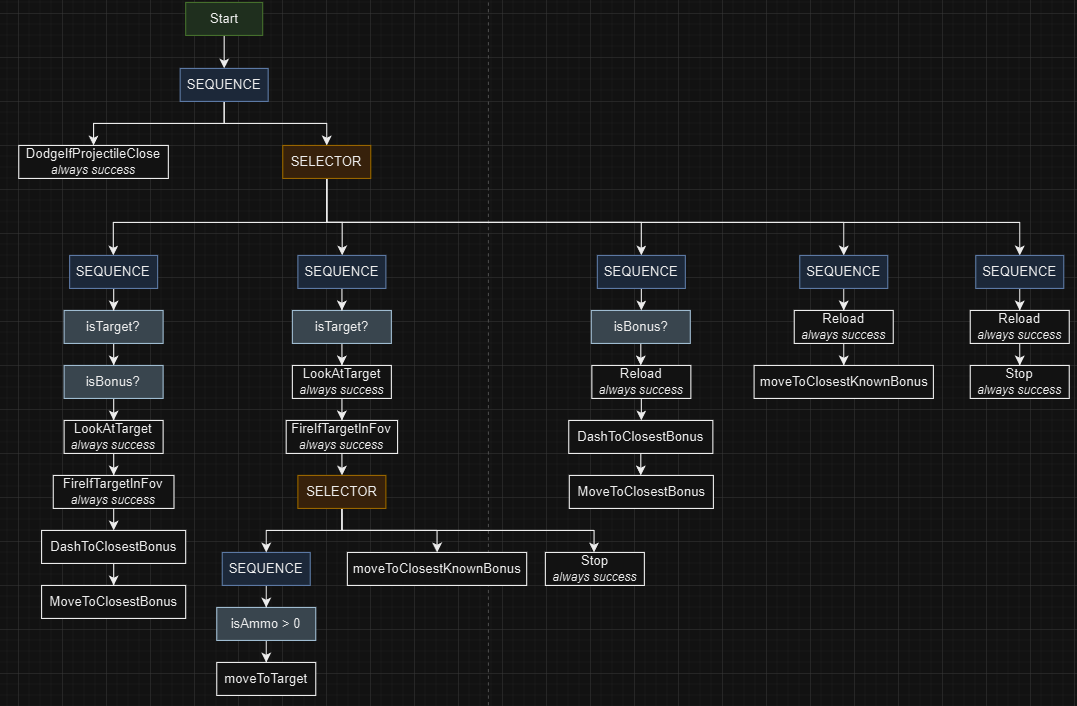 Start
SEQUENCE
DodgeIfProjectileClose
always success
SELECTOR
SEQUENCE
isTarget?
isBonus?
LookAtTarget
always success
FireIfTargetInFov
always success
DashToClosestBonus
MoveToClosestBonus
SEQUENCE
isTarget?
LookAtTarget
always success
FireIfTargetInFov
always success
SELECTOR
SEQUENCE
isAmmo > 0
moveToTarget
moveToClosestKnownBonus
Stop
always success
SEQUENCE
isBonus?
Reload
always success
DashToClosestBonus
MoveToClosestBonus
SEQUENCE
Reload
always success
moveToClosestKnownBonus
SEQUENCE
Reload
always success
Stop
always success